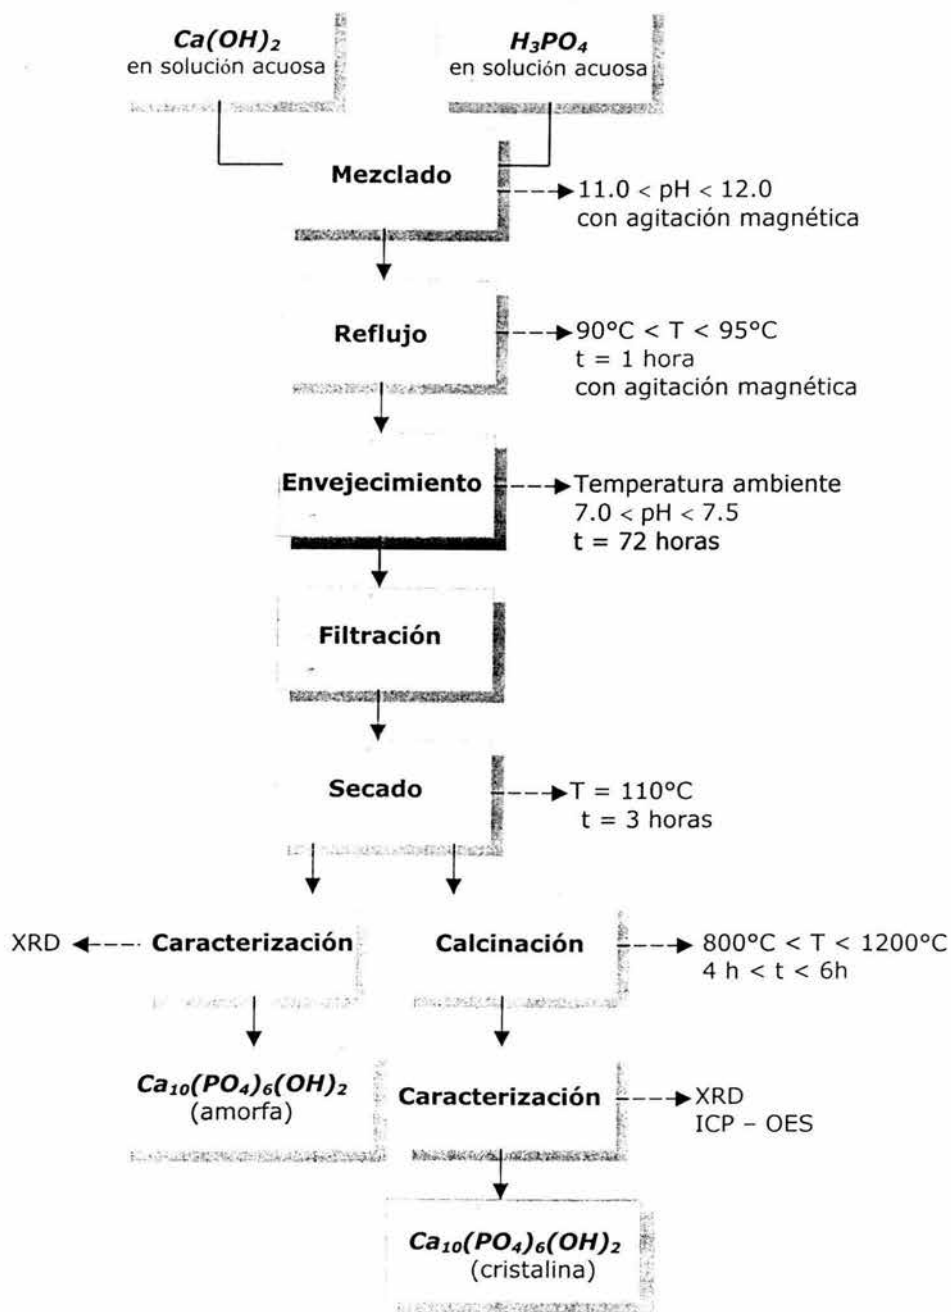 Ca(OH)₂
en solución acuosa
H₃PO₄
en solución acuosa
Mezclado
11.0 < pH < 12.0
con agitación magnética
Reflujo
90°C < T < 95°C
t = 1 hora
con agitación magnética
Envejecimiento
Temperatura ambiente
7.0 < pH < 7.5
t = 72 horas
Filtración
Secado
T = 110°C
t = 3 horas
XRD
Caracterización
Calcinación
800°C < T < 1200°C
4 h < t < 6h
Ca₁₀(PO₄)₆(OH)₂
(amorfa)
Caracterización
XRD
ICP – OES
Ca₁₀(PO₄)₆(OH)₂
(cristalina)